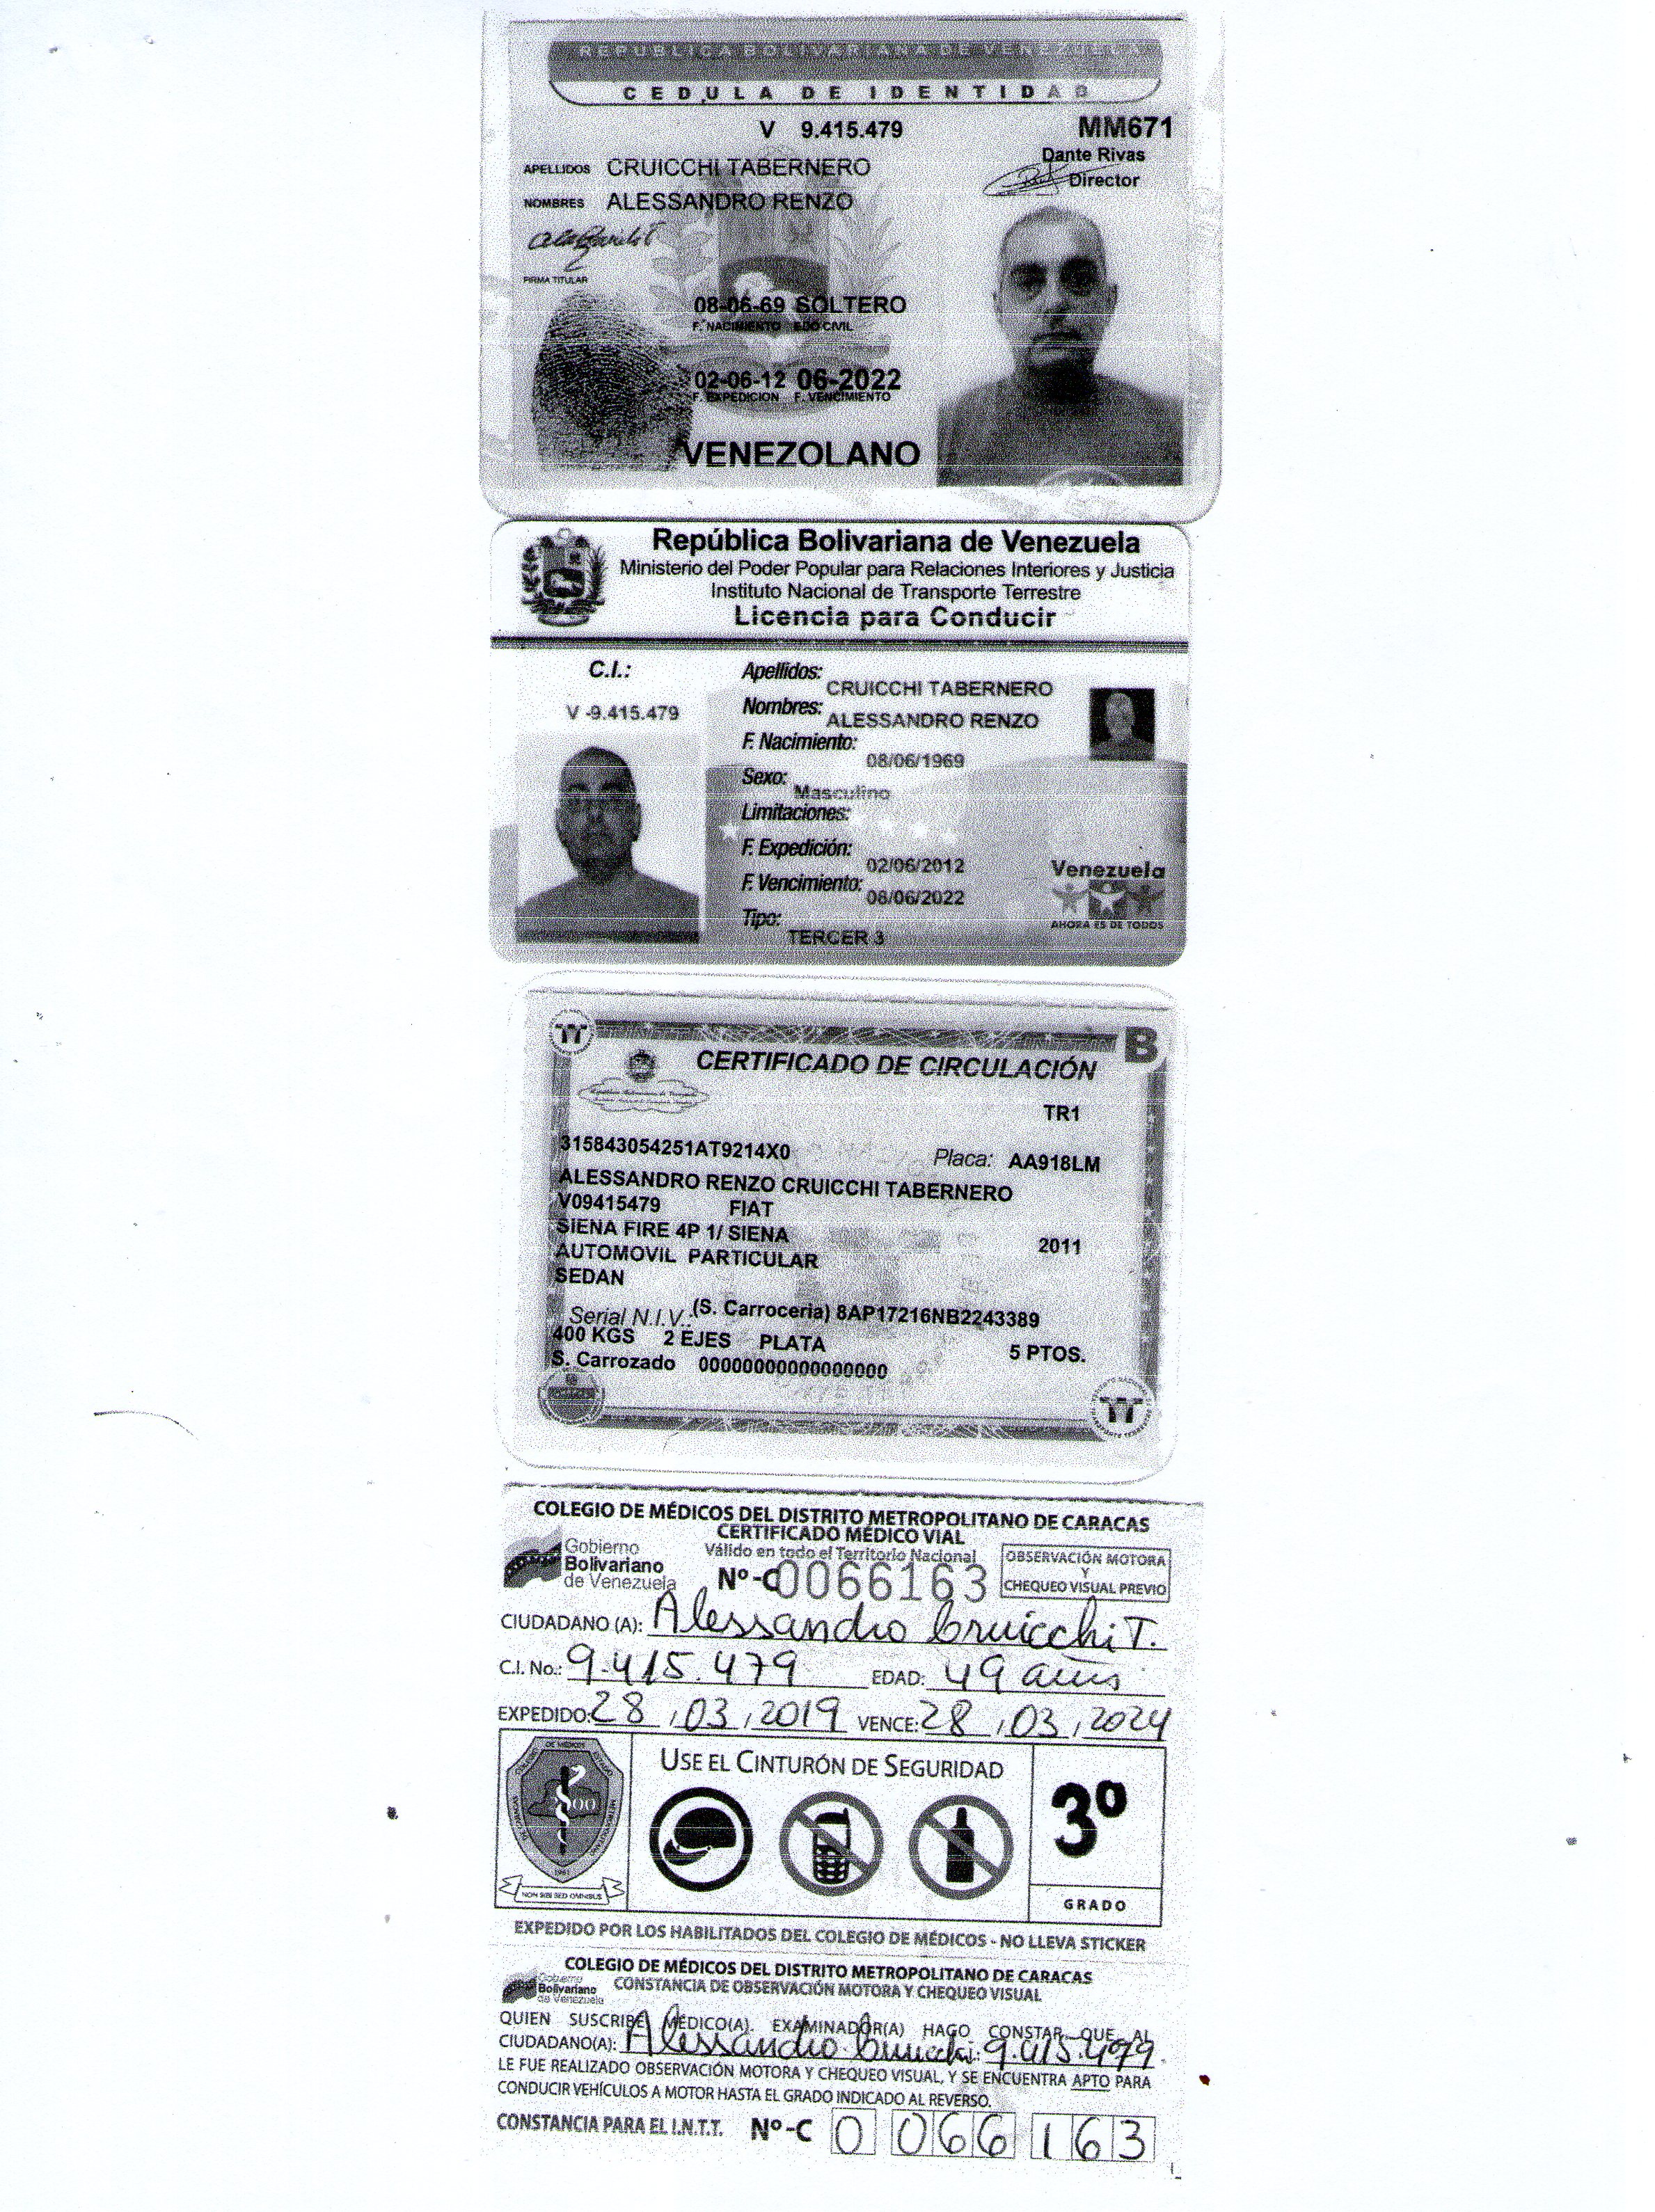 REPUBLICA BOLIVARIANA DE VENEZUELA
CEDULA DE IDENTIDAD
V 9.415.479 MM671
Dante Rivas
Director
APELLIDOS CRUICCHI TABERNERO
NOMBRES ALESSANDRO RENZO
FIRMA TITULAR
08-06-69 SOLTERO
F. NACIMIENTO EDO CIVIL
02-06-12 06-2022
F. EXPEDICION F. VENCIMIENTO
VENEZOLANO
República Bolivariana de Venezuela
Ministerio del Poder Popular para Relaciones Interiores y Justicia
Instituto Nacional de Transporte Terrestre
Licencia para Conducir
C.I.:
V -9.415.479
Apellidos:
CRUICCHI TABERNERO
Nombres:
ALESSANDRO RENZO
F. Nacimiento:
08/06/1969
Sexo:
Masculino
Limitaciones:
F. Expedición:
02/06/2012
F. Vencimiento:
08/06/2022
Tipo:
TERCER 3
Venezuela
AHORA ES DE TODOS
B
CERTIFICADO DE CIRCULACIÓN
TR1
315843054251AT9214X0 Placa: AA918LM
ALESSANDRO RENZO CRUICCHI TABERNERO
V09415479 FIAT
SIENA FIRE 4P 1/ SIENA 2011
AUTOMOVIL PARTICULAR
SEDAN
Serial N.I.V.: (S. Carroceria) 8AP17216NB2243389
400 KGS 2 EJES PLATA 5 PTOS.
S. Carrozado 00000000000000000
COLEGIO DE MÉDICOS DEL DISTRITO METROPOLITANO DE CARACAS
CERTIFICADO MÉDICO VIAL
Válido en todo el Territorio Nacional
Gobierno
Bolivariano
de Venezuela
Nº-C 0066163
OBSERVACIÓN MOTORA
Y
CHEQUEO VISUAL PREVIO
CIUDADANO (A): Alessandro Cruicchi T.
C.I. No.: 9.415.479 EDAD: 49 años
EXPEDIDO: 28,03,2019 VENCE: 28,03,2024
USE EL CINTURÓN DE SEGURIDAD
3º
GRADO
NON SIBI SED OMNIBUS
EXPEDIDO POR LOS HABILITADOS DEL COLEGIO DE MÉDICOS - NO LLEVA STICKER
COLEGIO DE MÉDICOS DEL DISTRITO METROPOLITANO DE CARACAS
CONSTANCIA DE OBSERVACIÓN MOTORA Y CHEQUEO VISUAL
Gobierno
Bolivariano
de Venezuela
QUIEN SUSCRIBE MÉDICO(A). EXAMINADOR(A) HAGO CONSTAR QUE AL
CIUDADANO(A): Alessandro Cruicchi C.I.: 9.415.479
LE FUE REALIZADO OBSERVACIÓN MOTORA Y CHEQUEO VISUAL, Y SE ENCUENTRA APTO PARA
CONDUCIR VEHÍCULOS A MOTOR HASTA EL GRADO INDICADO AL REVERSO.
CONSTANCIA PARA EL I.N.T.T. Nº-C 0 066 163